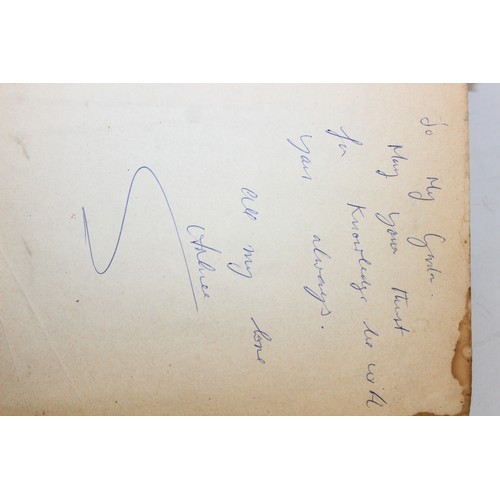 To My
May your thirst
for Knowledge be with
you always.
All my love